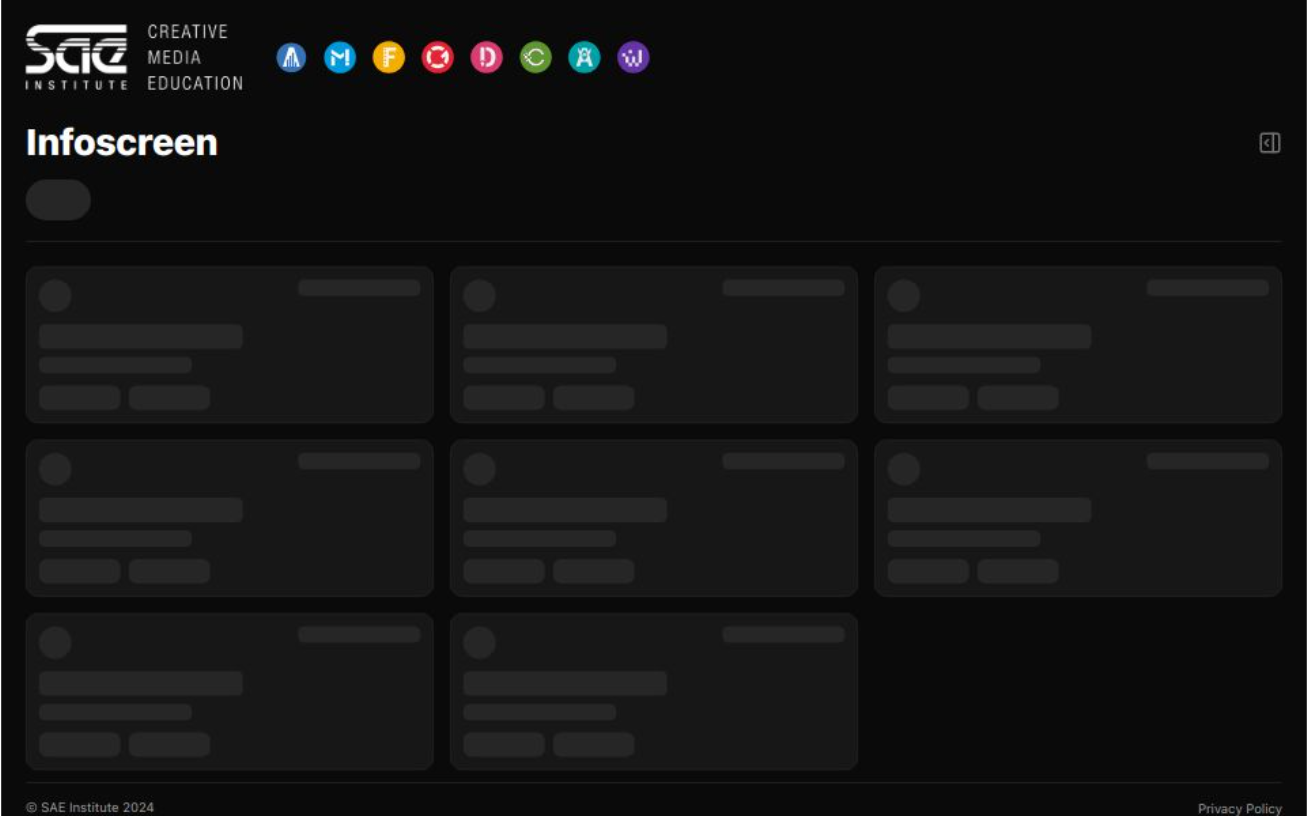 sae
INSTITUTE
CREATIVE
MEDIA
EDUCATION
M
F
D
C
Infoscreen
© SAE Institute 2024
Privacy Policy